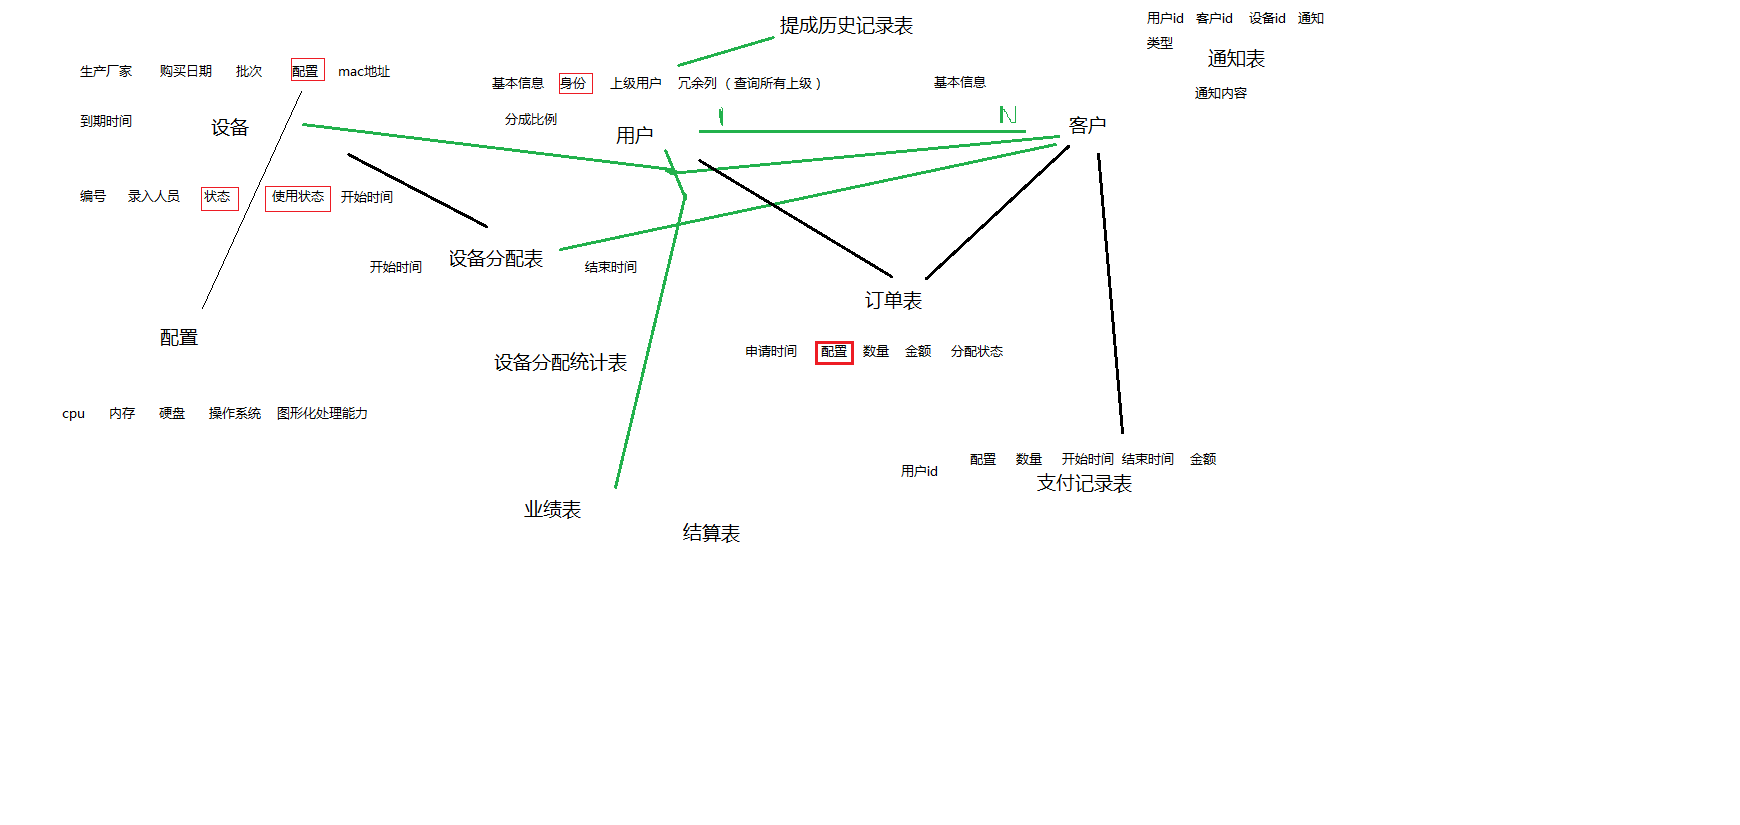 提成历史记录表
用户id 客户id 设备id 通知
类型
通知表
通知内容
生产厂家 购买日期 批次 配置 mac地址
到期时间
设备
编号 录入人员 状态 使用状态 开始时间
基本信息 身份 上级用户 冗余列（查询所有上级）
分成比例
用户
1
N
基本信息
客户
开始时间 设备分配表 结束时间
订单表
申请时间 配置 数量 金额 分配状态
配置
设备分配统计表
cpu 内存 硬盘 操作系统 图形化处理能力
用户id 配置 数量 开始时间 结束时间 金额
支付记录表
业绩表
结算表